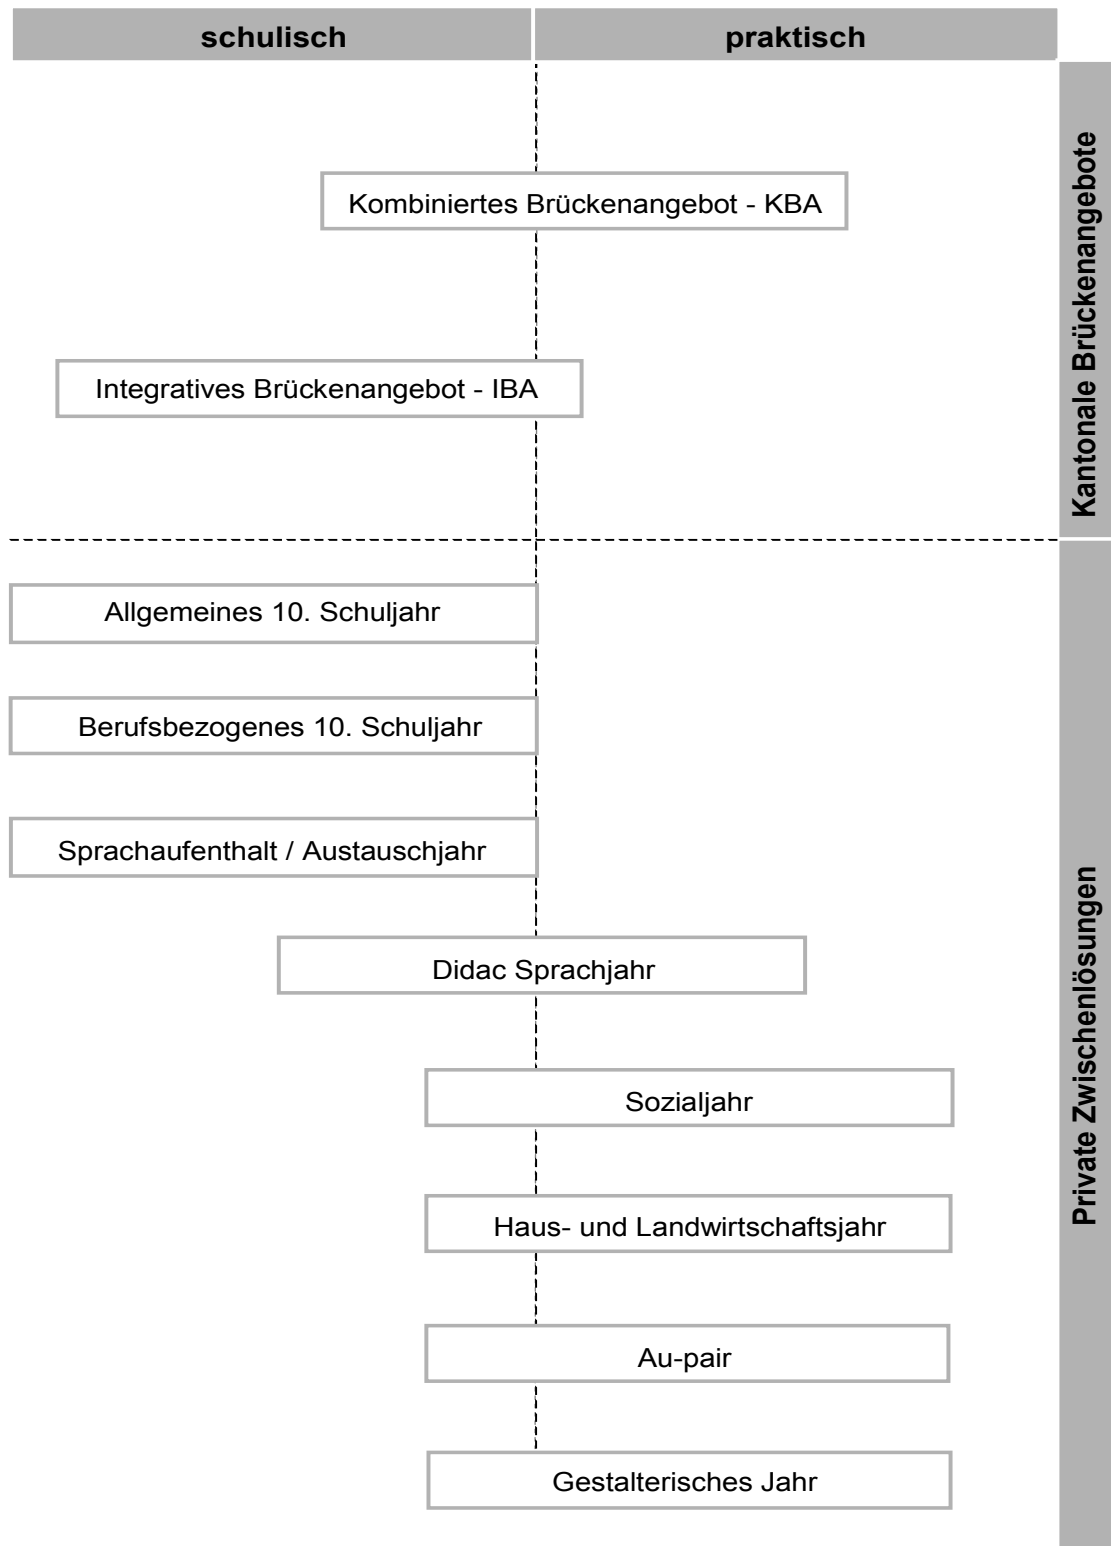 schulisch
praktisch
Kantonale Brückenangebote
Kombiniertes Brückenangebot - KBA
Integratives Brückenangebot - IBA
Private Zwischenlösungen
Allgemeines 10. Schuljahr
Berufsbezogenes 10. Schuljahr
Sprachaufenthalt / Austauschjahr
Didac Sprachjahr
Sozialjahr
Haus- und Landwirtschaftsjahr
Au-pair
Gestalterisches Jahr